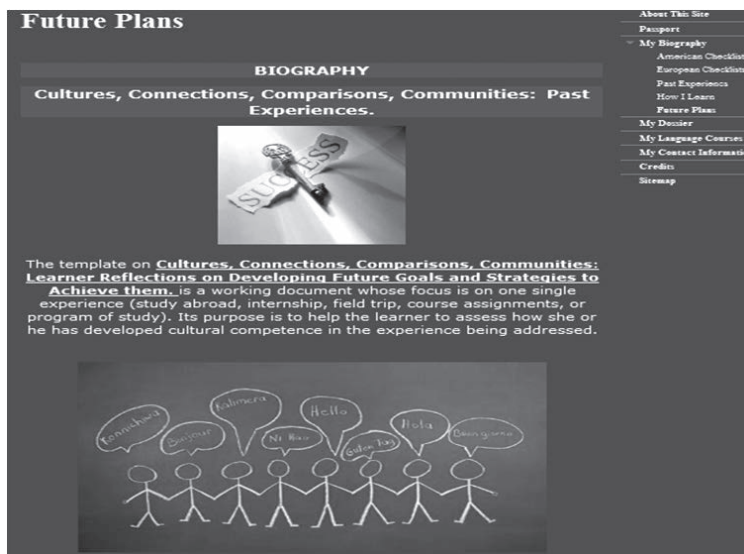 Future Plans
BIOGRAPHY
Cultures, Connections, Comparisons, Communities: Past
Experiences.
SUCCESS
The template on Cultures, Connections, Comparisons, Communities:
Learner Reflections on Developing Future Goals and Strategies to
Achieve them. is a working document whose focus is on one single
experience (study abroad, internship, field trip, course assignments, or
program of study). Its purpose is to help the learner to assess how she or
he has developed cultural competence in the experience being addressed.
Konnichiwa
Bonjour
Kalimera
Ni Hao
Hello
Guten Tag
Hola
Buongiorno
About This Site
Passport
My Biography
American Checklist
European Checklists
Past Experience
How I Learn
Future Plans
My Dossier
My Language Courses
My Contact Informati
Credits
Sitemap